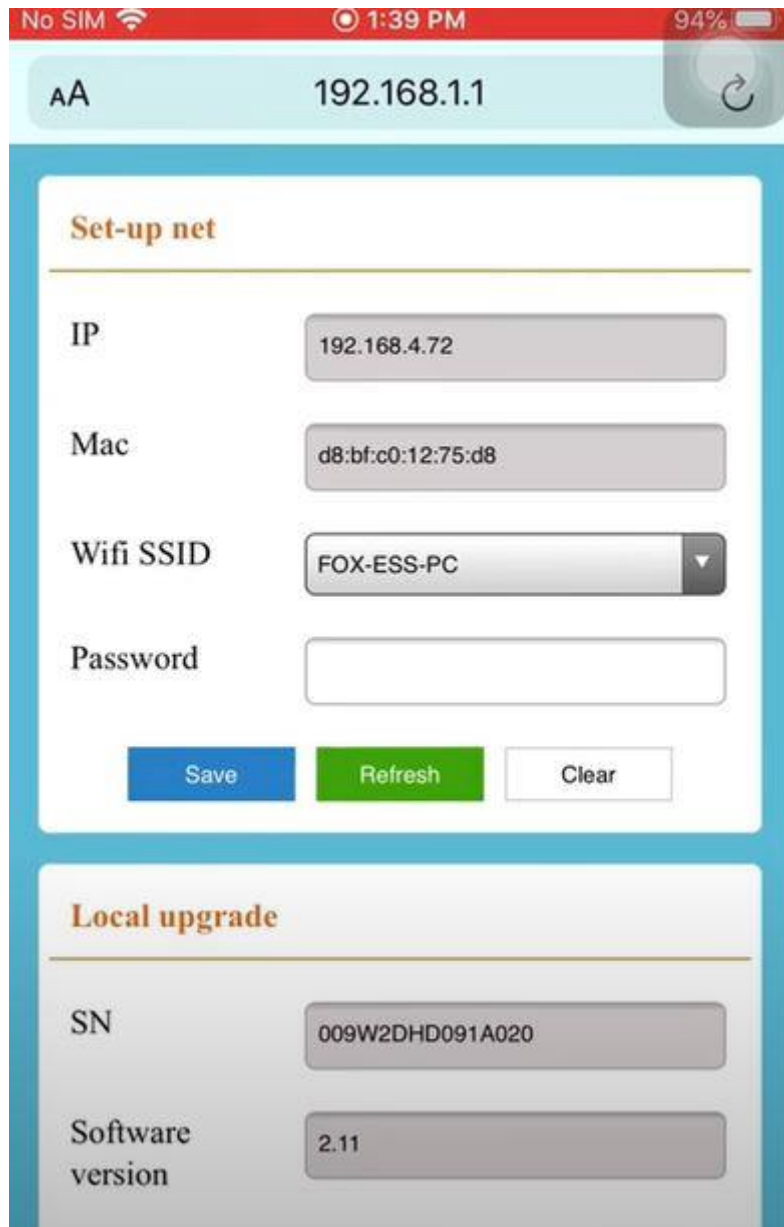 No SIM 1:39 PM 94%
AA 192.168.1.1
Set-up net
IP 192.168.4.72
Mac d8:bf:c0:12:75:d8
Wifi SSID FOX-ESS-PC
Password
Save Refresh Clear
Local upgrade
SN 009W2DHD091A020
Software
version 2.11